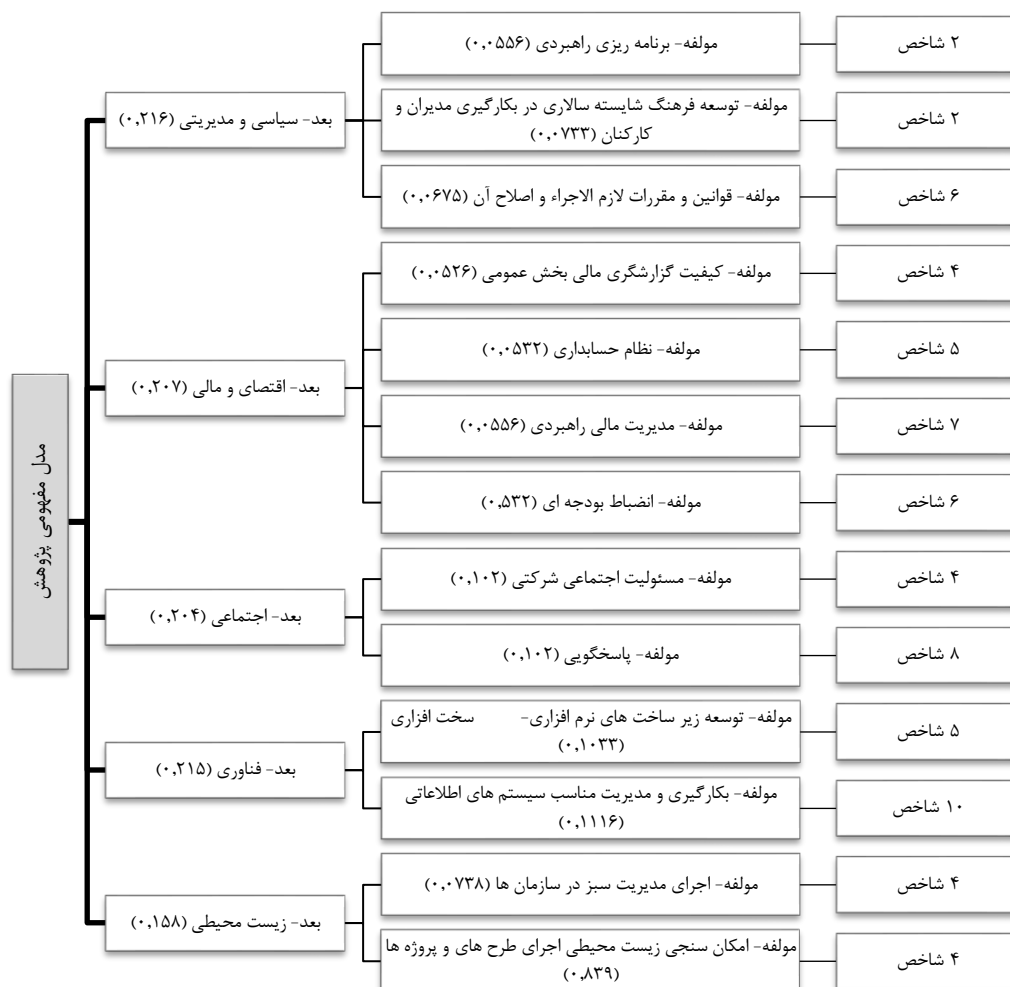 مدل مفهومی پژوهش
بعد- سیاسی و مدیریتی (۰,۲۱۶)
مولفه- برنامه ریزی راهبردی (۰,۰۵۵۶)
۲ شاخص
مولفه- توسعه فرهنگ شایسته سالاری در بکارگیری مدیران و
کارکنان (۰,۰۷۳۳)
۲ شاخص
مولفه- قوانین و مقررات لازم الاجراء و اصلاح آن (۰,۰۶۷۵)
۶ شاخص
بعد- اقتصای و مالی (۰,۲۰۷)
مولفه- کیفیت گزارشگری مالی بخش عمومی (۰,۰۵۲۶)
۴ شاخص
مولفه- نظام حسابداری (۰,۰۵۳۲)
۵ شاخص
مولفه- مدیریت مالی راهبردی (۰,۰۵۵۶)
۷ شاخص
مولفه- انضباط بودجه ای (۰,۵۳۲)
۶ شاخص
بعد- اجتماعی (۰,۲۰۴)
مولفه- مسئولیت اجتماعی شرکتی (۰,۱۰۲)
۴ شاخص
مولفه- پاسخگویی (۰,۱۰۲)
۸ شاخص
بعد- فناوری (۰,۲۱۵)
مولفه- توسعه زیر ساخت های نرم افزاری- سخت افزاری
(۰,۱۰۳۳)
۵ شاخص
مولفه- بکارگیری و مدیریت مناسب سیستم های اطلاعاتی
(۰,۱۱۱۶)
۱۰ شاخص
بعد- زیست محیطی (۰,۱۵۸)
مولفه- اجرای مدیریت سبز در سازمان ها (۰,۰۷۳۸)
۴ شاخص
مولفه- امکان سنجی زیست محیطی اجرای طرح های و پروژه ها
(۰,۸۳۹)
۴ شاخص